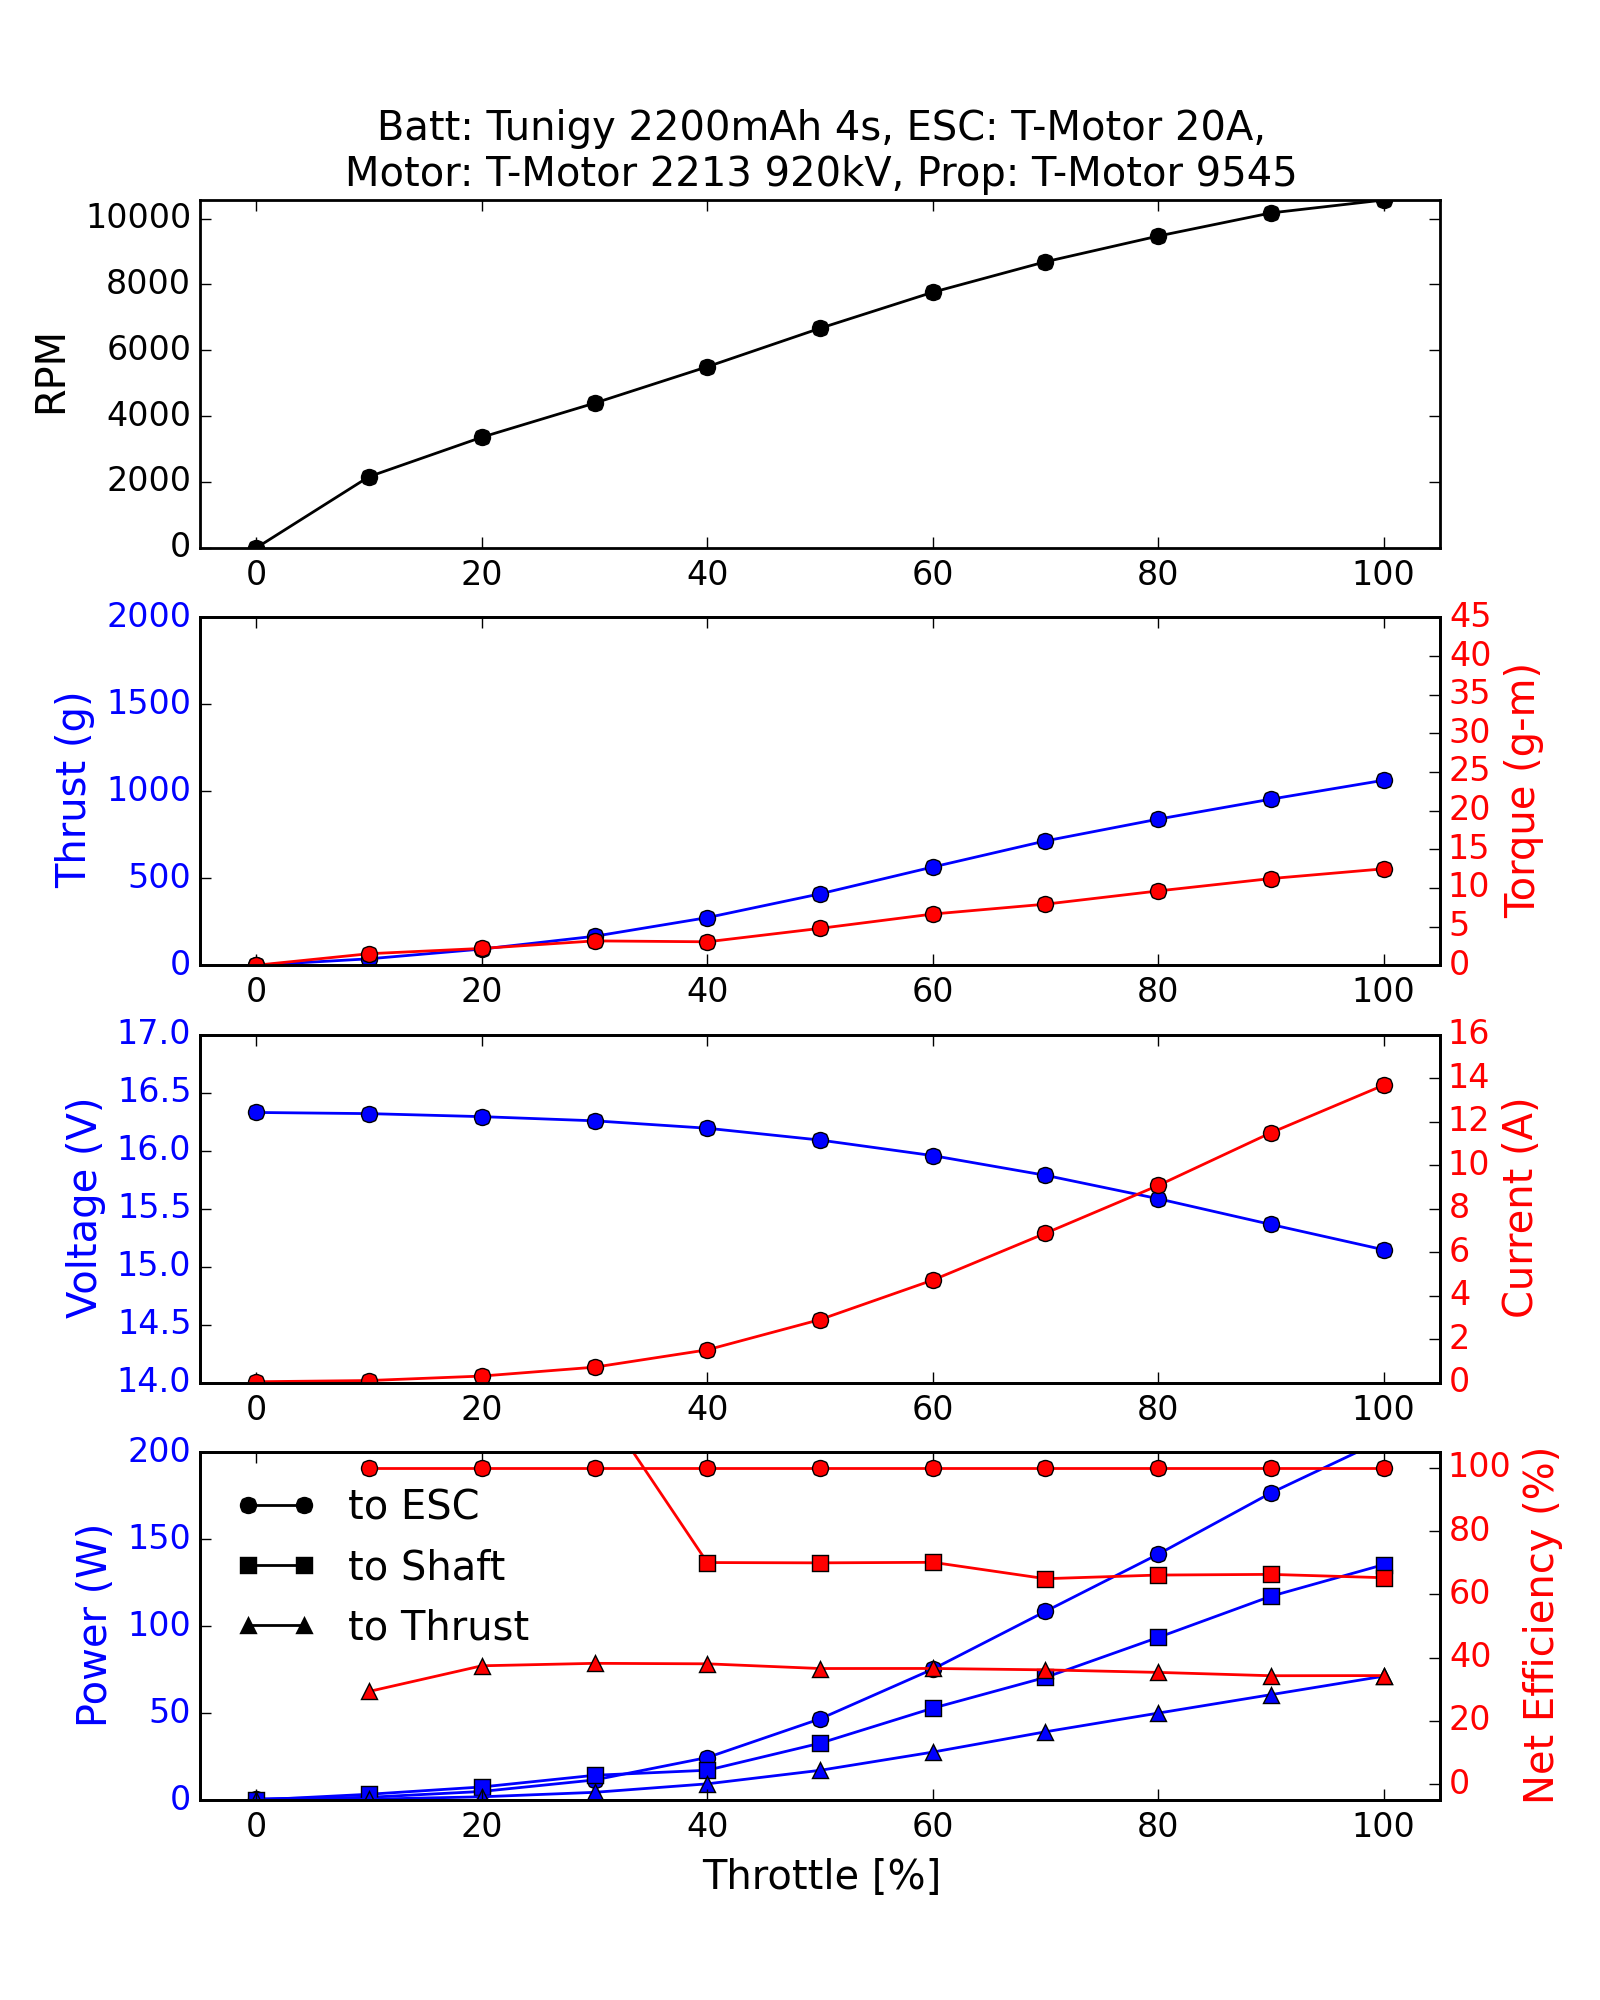 Batt: Tunigy 2200mAh 4s, ESC: T-Motor 20A,
Motor: T-Motor 2213 920kV, Prop: T-Motor 9545
RPM
10000
8000
6000
4000
2000
0
0 20 40 60 80 100
Thrust (g)
2000
1500
1000
500
0
45
40
35
30
25
20
15
10
5
0
Torque (g-m)
0 20 40 60 80 100
Voltage (V)
17.0
16.5
16.0
15.5
15.0
14.5
14.0
16
14
12
10
8
6
4
2
0
Current (A)
0 20 40 60 80 100
Power (W)
200
150
100
50
0
to ESC
to Shaft
to Thrust
100
80
60
40
20
0
Net Efficiency (%)
0 20 40 60 80 100
Throttle [%]